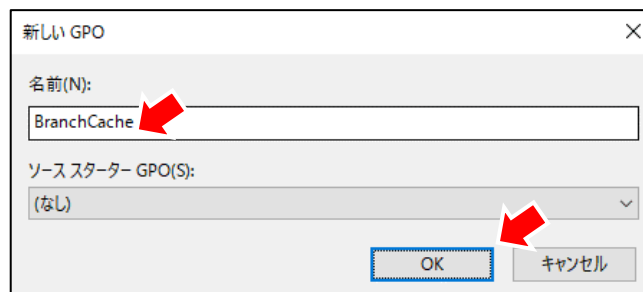 新しい GPO
名前(N):
BranchCache
ソース スターター GPO(S):
(なし)
OK
キャンセル